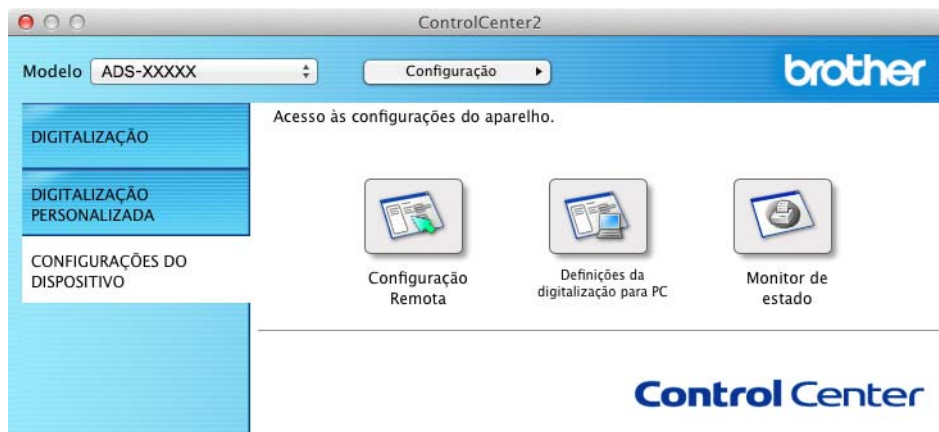 ControlCenter2
Modelo ADS-XXXXX Configuração brother
DIGITALIZAÇÃO
DIGITALIZAÇÃO
PERSONALIZADA
CONFIGURAÇÕES DO
DISPOSITIVO
Acesso às configurações do aparelho.
Configuração
Remota
Definições da
digitalização para PC
Monitor de
estado
Control Center